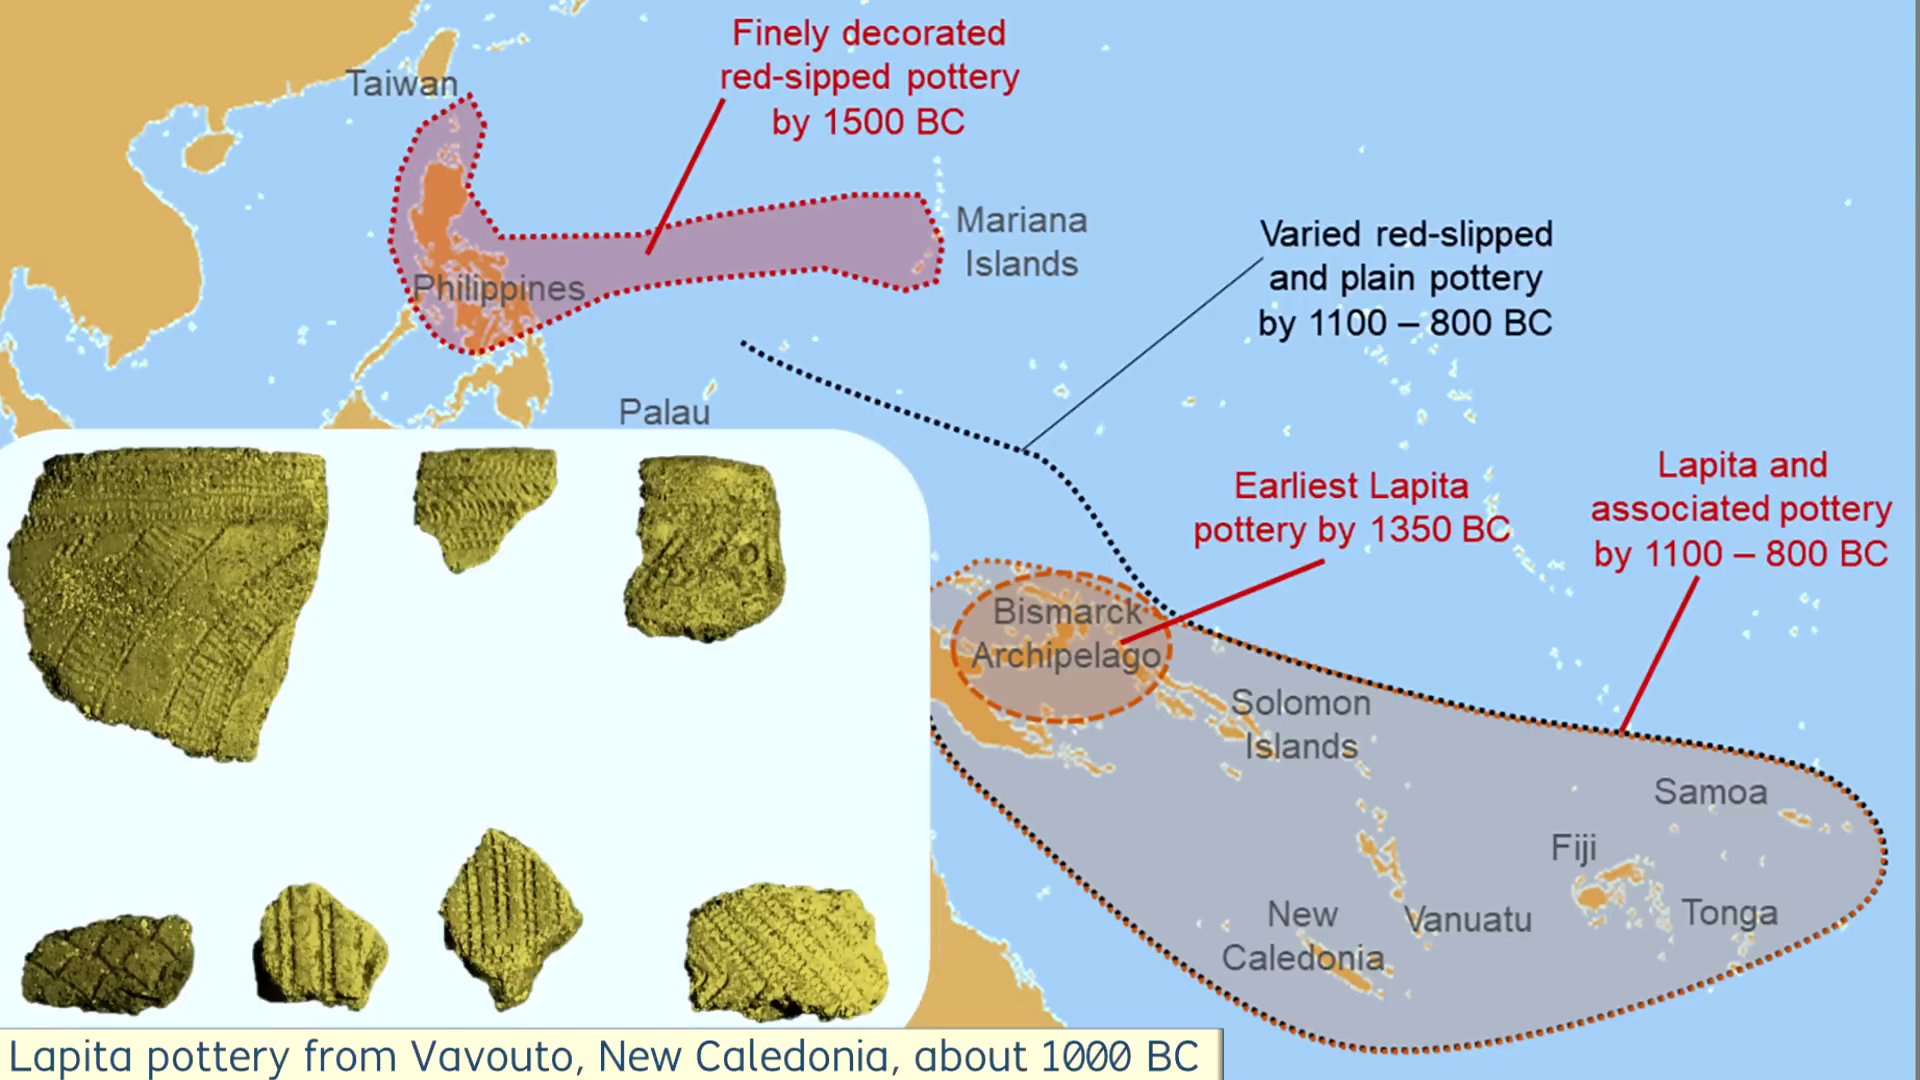 Finely decorated
red-sipped pottery
by 1500 BC
Taiwan
Mariana
Islands
Philippines
Varied red-slipped
and plain pottery
by 1100 – 800 BC
Palau
Earliest Lapita
pottery by 1350 BC
Lapita and
associated pottery
by 1100 – 800 BC
Bismarck
Archipelago
Solomon
Islands
Samoa
Fiji
New
Caledonia
Vanuatu
Tonga
Lapita pottery from Vavouto, New Caledonia, about 1000 BC